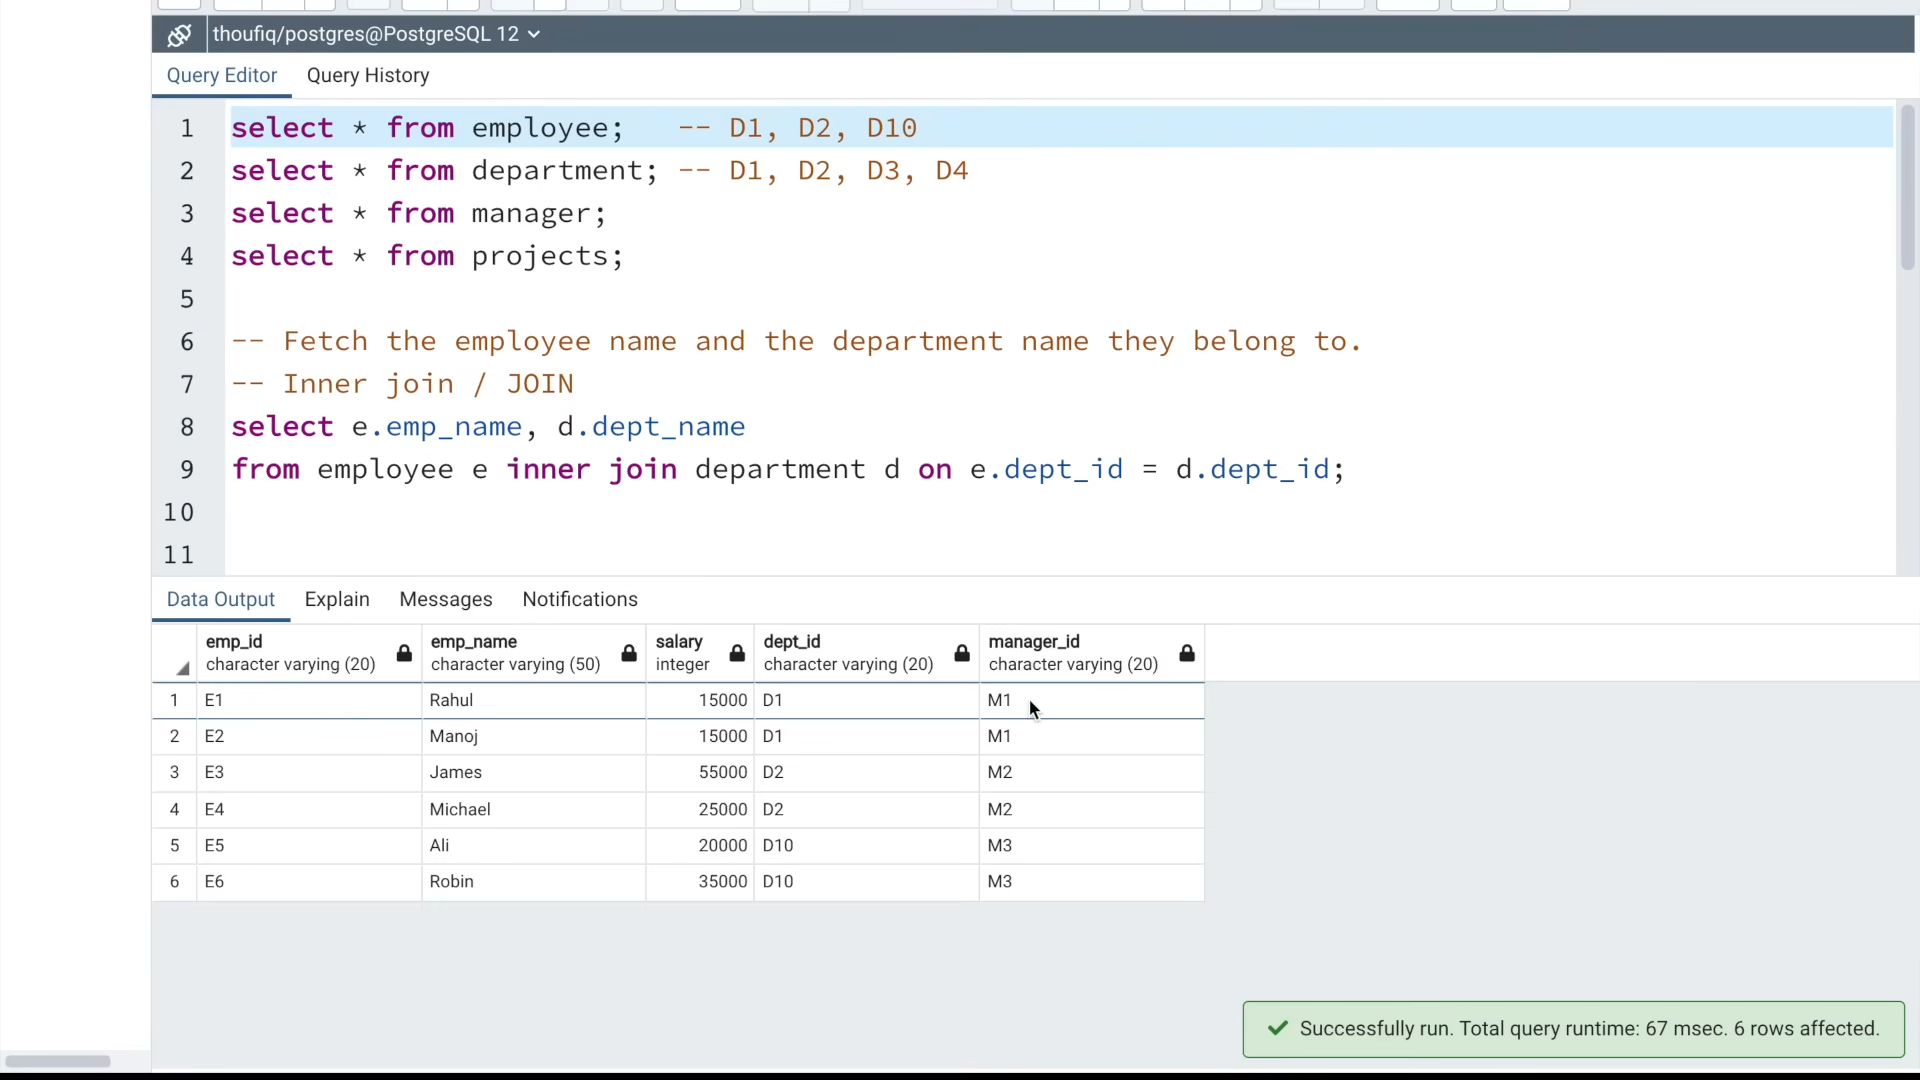 thoufiq/postgres@PostgreSQL 12
Query Editor Query History
1 select * from employee; -- D1, D2, D10
2 select * from department; -- D1, D2, D3, D4
3 select * from manager;
4 select * from projects;
5
6 -- Fetch the employee name and the department name they belong to.
7 -- Inner join / JOIN
8 select e.emp_name, d.dept_name
9 from employee e inner join department d on e.dept_id = d.dept_id;
10
11
Data Output Explain Messages Notifications
emp_id emp_name salary dept_id manager_id
character varying (20) character varying (50) integer character varying (20) character varying (20)
1 E1 Rahul 15000 D1 M1
2 E2 Manoj 15000 D1 M1
3 E3 James 55000 D2 M2
4 E4 Michael 25000 D2 M2
5 E5 Ali 20000 D10 M3
6 E6 Robin 35000 D10 M3
Successfully run. Total query runtime: 67 msec. 6 rows affected.